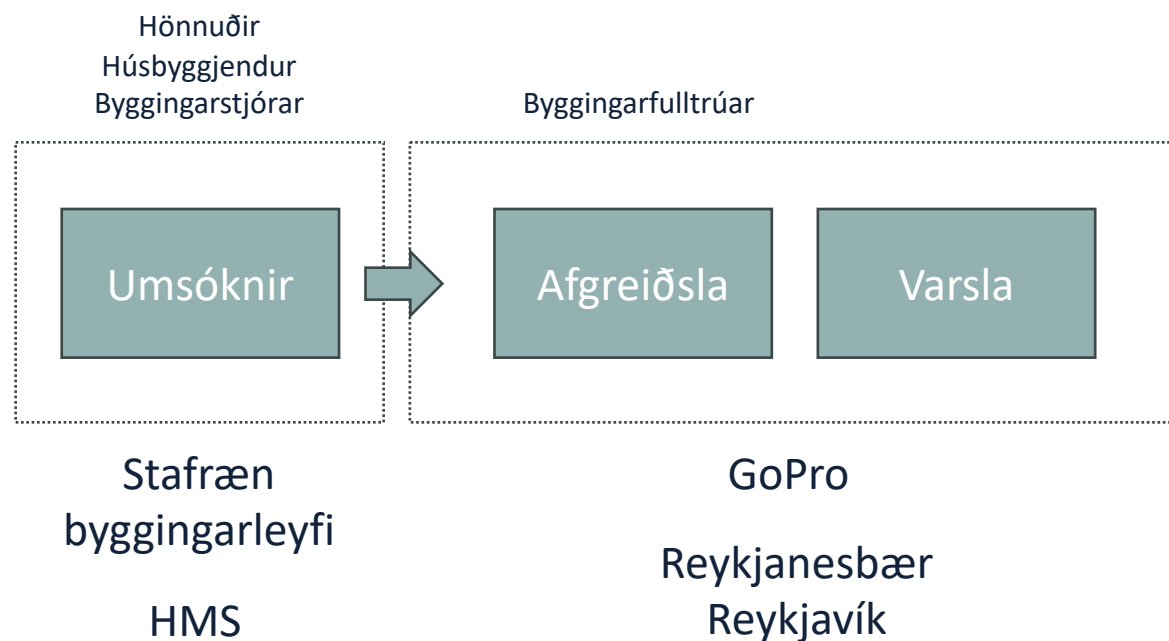 Hönnuðir
Húsbyggjendur
Byggingarstjórar
Byggingarfulltrúar
Umsóknir
Afgreiðsla
Varsla
Stafræn
byggingarleyfi
HMS
GoPro
Reykjanesbær
Reykjavík